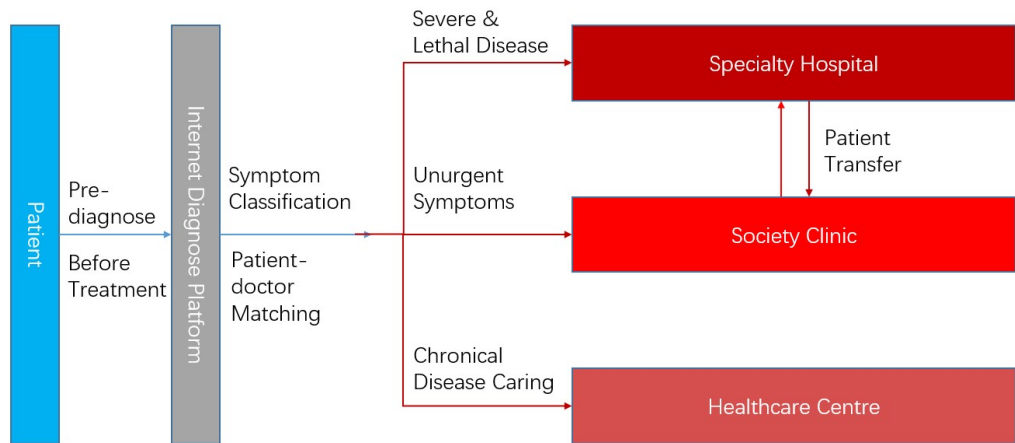 Patient
Pre-
diagnose
Before
Treatment
Internet Diagnose Platform
Symptom
Classification
Patient-
doctor
Matching
Severe &
Lethal Disease
Unurgent
Symptoms
Chronical
Disease Caring
Specialty Hospital
Patient
Transfer
Society Clinic
Healthcare Centre